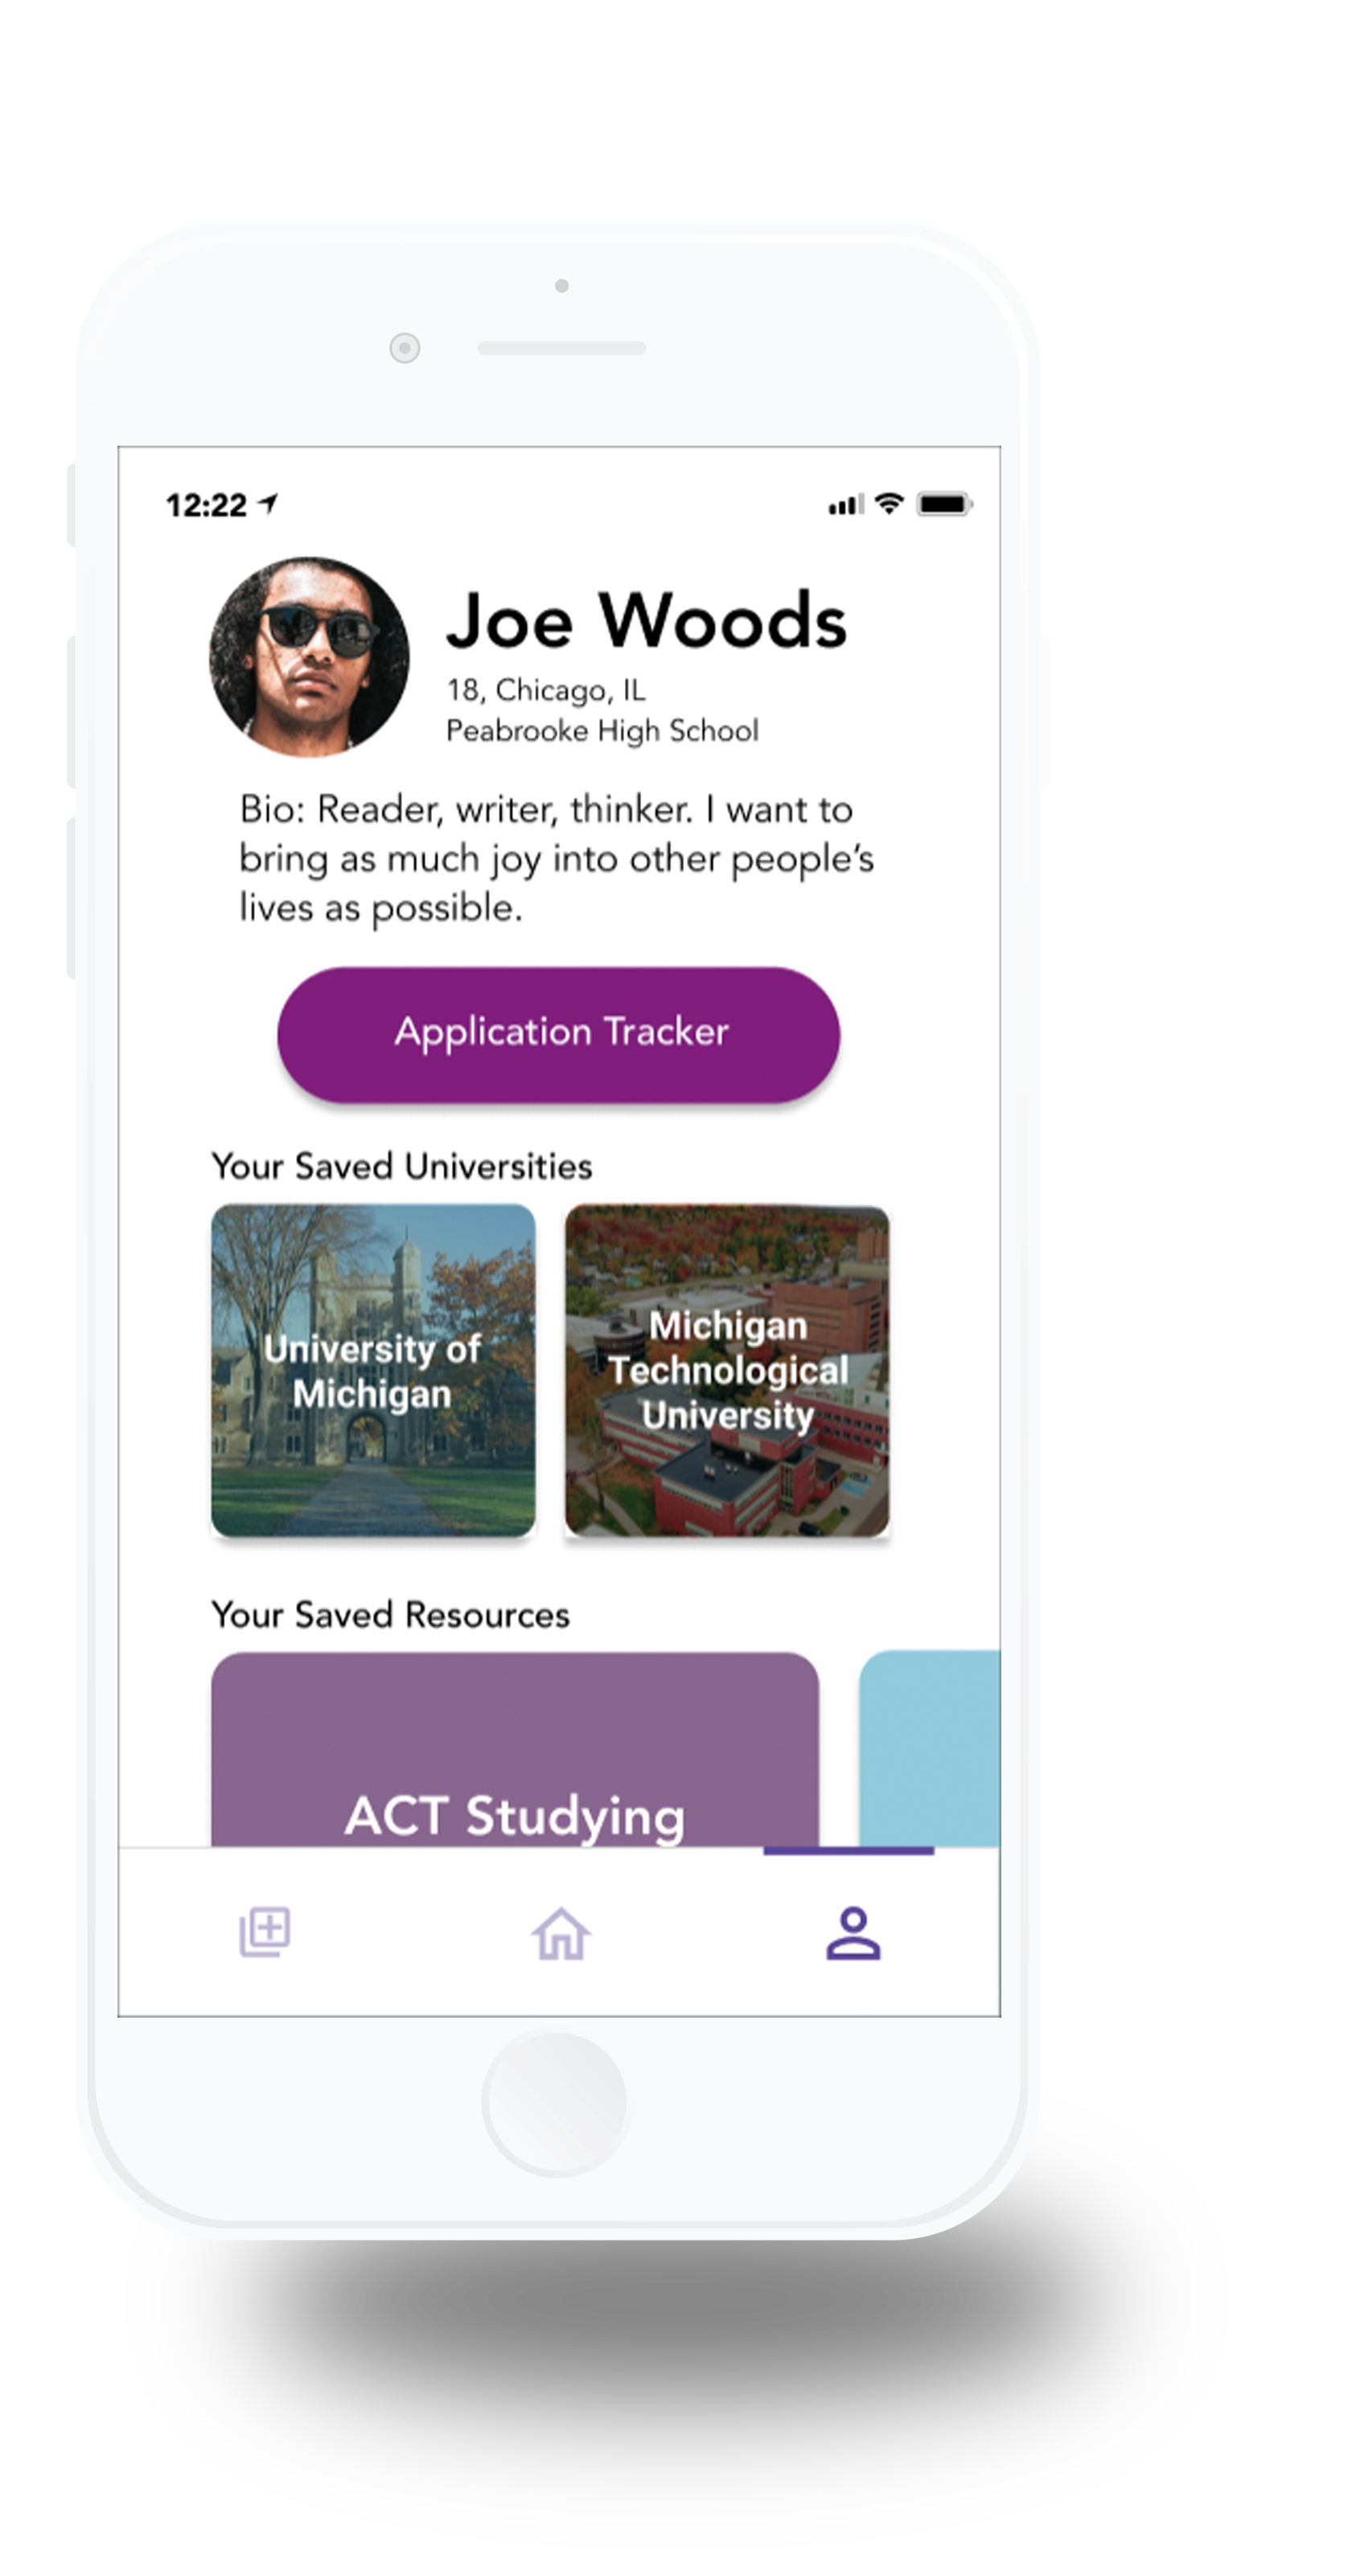 12:22
Joe Woods
18, Chicago, IL
Peabrooke High School
Bio: Reader, writer, thinker. I want to
bring as much joy into other people’s
lives as possible.
Application Tracker
Your Saved Universities
University of
Michigan
Michigan
Technological
University
Your Saved Resources
ACT Studying